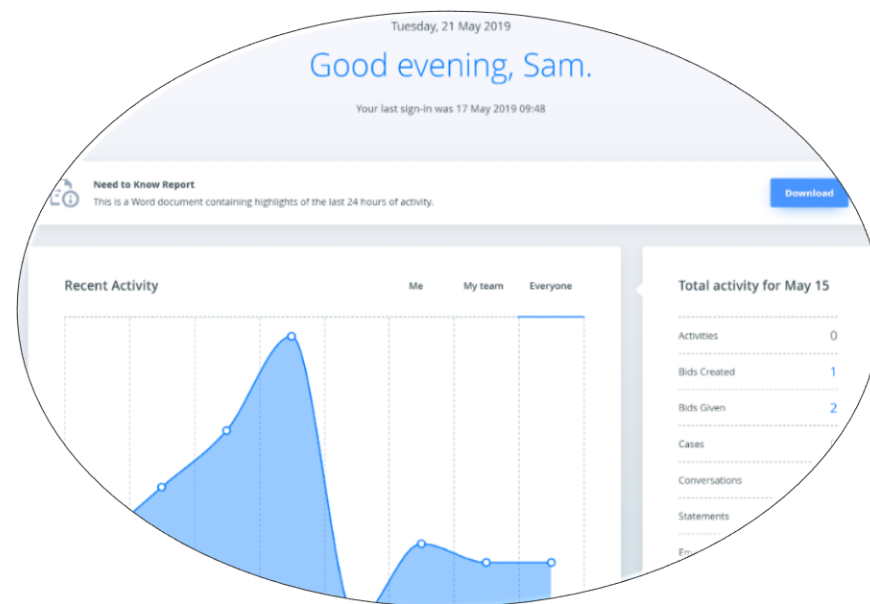 Tuesday, 21 May 2019
Good evening, Sam.
Your last sign-in was 17 May 2019 09:48
Need to Know Report
This is a Word document containing highlights of the last 24 hours of activity.
Download
Recent Activity
Me
My team
Everyone
Total activity for May 15
Activities 0
Bids Created 1
Bids Given 2
Cases
Conversations
Statements